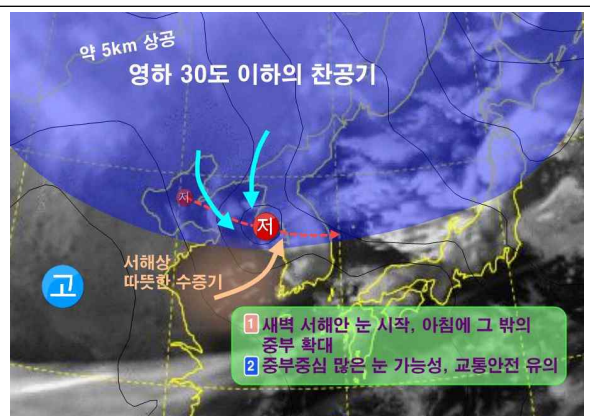 약 5km 상공
영하 30도 이하의 찬공기
저
저
서해상
따뜻한 수증기
고
1 새벽 서해안 눈 시작, 아침에 그 밖의
중부 확대
2 중부중심 많은 눈 가능성, 교통안전 유의